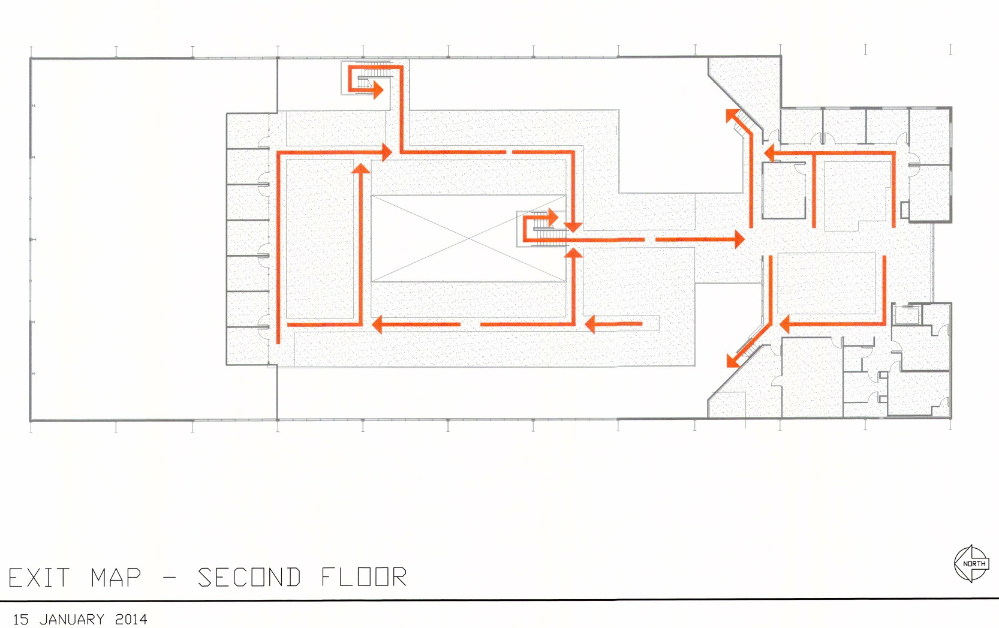 NORTH
EXIT MAP - SECOND FLOOR
15 JANUARY 2014